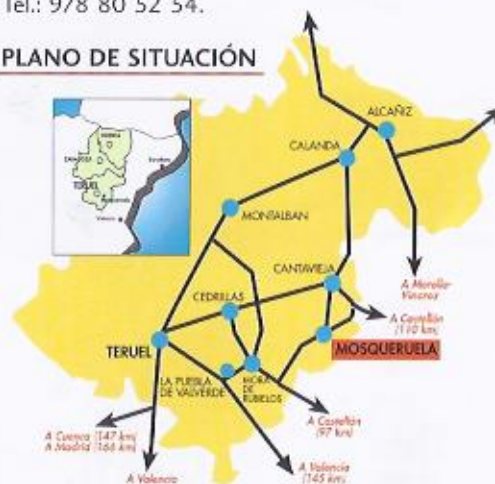 Tel.: 978 80 52 54.
PLANO DE SITUACIÓN
ALCAÑIZ
CALANDA
MONTALBAN
TERUEL
CANTAVIEJA
A Morella-
Vinaroz
CEDRILLAS
A Castellón
(110 km)
TERUEL
MOSQUERUELA
LA PUEBLA
DE VALVERDE
MORA
DE
RUBIELOS
A Castellón
(97 km)
A Cuenca (147 km)
A Madrid (166 km)
A Valencia
A Valencia
(145 km)